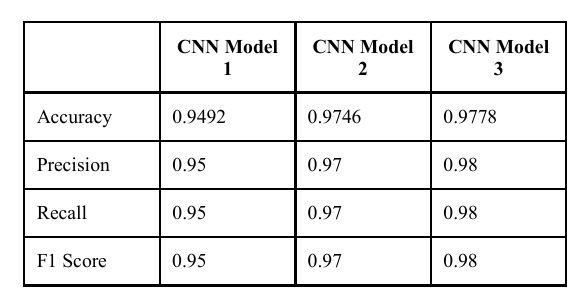 CNN Model CNN Model CNN Model
1 2 3
Accuracy 0.9492 0.9746 0.9778
Precision 0.95 0.97 0.98
Recall 0.95 0.97 0.98
F1 Score 0.95 0.97 0.98